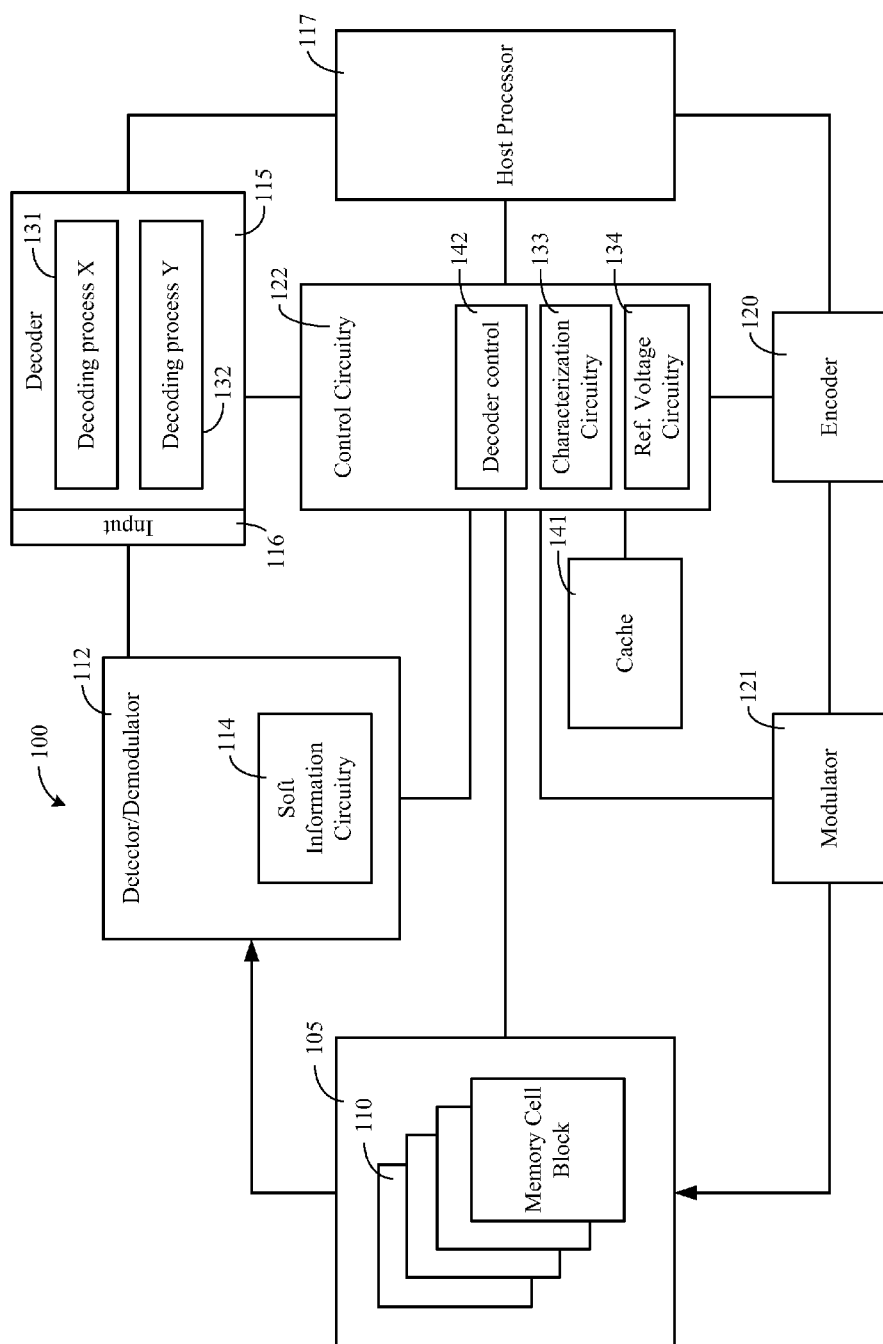 100
105
110
Memory Cell
Block
112
Detector/Demodulator
114
Soft
Information
Circuitry
116
Input
Decoder
115
131
Decoding process X
Decoding process Y
132
122
Control Circuitry
142
Decoder control
133
Characterization
Circuitry
134
Ref. Voltage
Circuitry
117
Host Processor
141
Cache
121
Modulator
120
Encoder